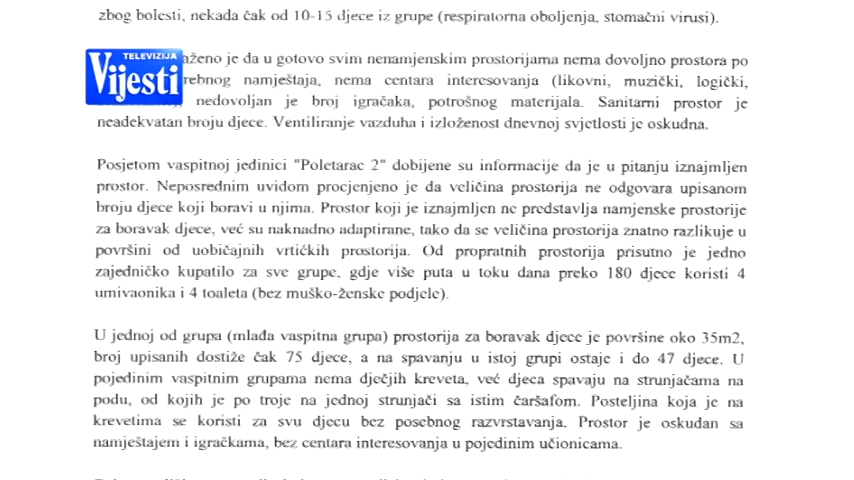 zbog bolesti, nekada čak od 10-15 djece iz grupe (respiratorna oboljenja, stomačni virusi).
TELEVIZIJA
Vijesti
aženo je da u gotovo svim nenamjenskim prostorijama nema dovoljno prostora po
rebnog namještaja, nema centara interesovanja (likovni, muzički, logički,
nedovoljan je broj igračaka, potrošnog materijala. Sanitarni prostor je
neadekvatan broju djece. Ventiliranje vazduha i izloženost dnevnoj svjetlosti je oskudna.
Posjetom vaspitnoj jedinici "Poletarac 2" dobijene su informacije da je u pitanju iznajmljen
prostor. Neposrednim uvidom procjenjeno je da veličina prostorija ne odgovara upisanom
broju djece koji boravi u njima. Prostor koji je iznajmljen ne predstavlja namjenske prostorije
za boravak djece, već su naknadno adaptirane, tako da se veličina prostorija znatno razlikuje u
površini od uobičajnih vrtićkih prostorija. Od propratnih prostorija prisutno je jedno
zajedničko kupatilo za sve grupe, gdje više puta u toku dana preko 180 djece koristi 4
umivaonika i 4 toaleta (bez muško-ženske podjele).
U jednoj od grupa (mlađa vaspitna grupa) prostorija za boravak djece je površine oko 35m2,
broj upisanih dostiže čak 75 djece, a na spavanju u istoj grupi ostaje i do 47 djece. U
pojedinim vaspitnim grupama nema dječjih kreveta, već djeca spavaju na strunjačama na
podu, od kojih je po troje na jednoj strunjači sa istim čaršafom. Posteljina koja je na
krevetima se koristi za svu djecu bez posebnog razvrstavanja. Prostor je oskudan sa
namještajem i igračkama, bez centara interesovanja u pojedinim učionicama.